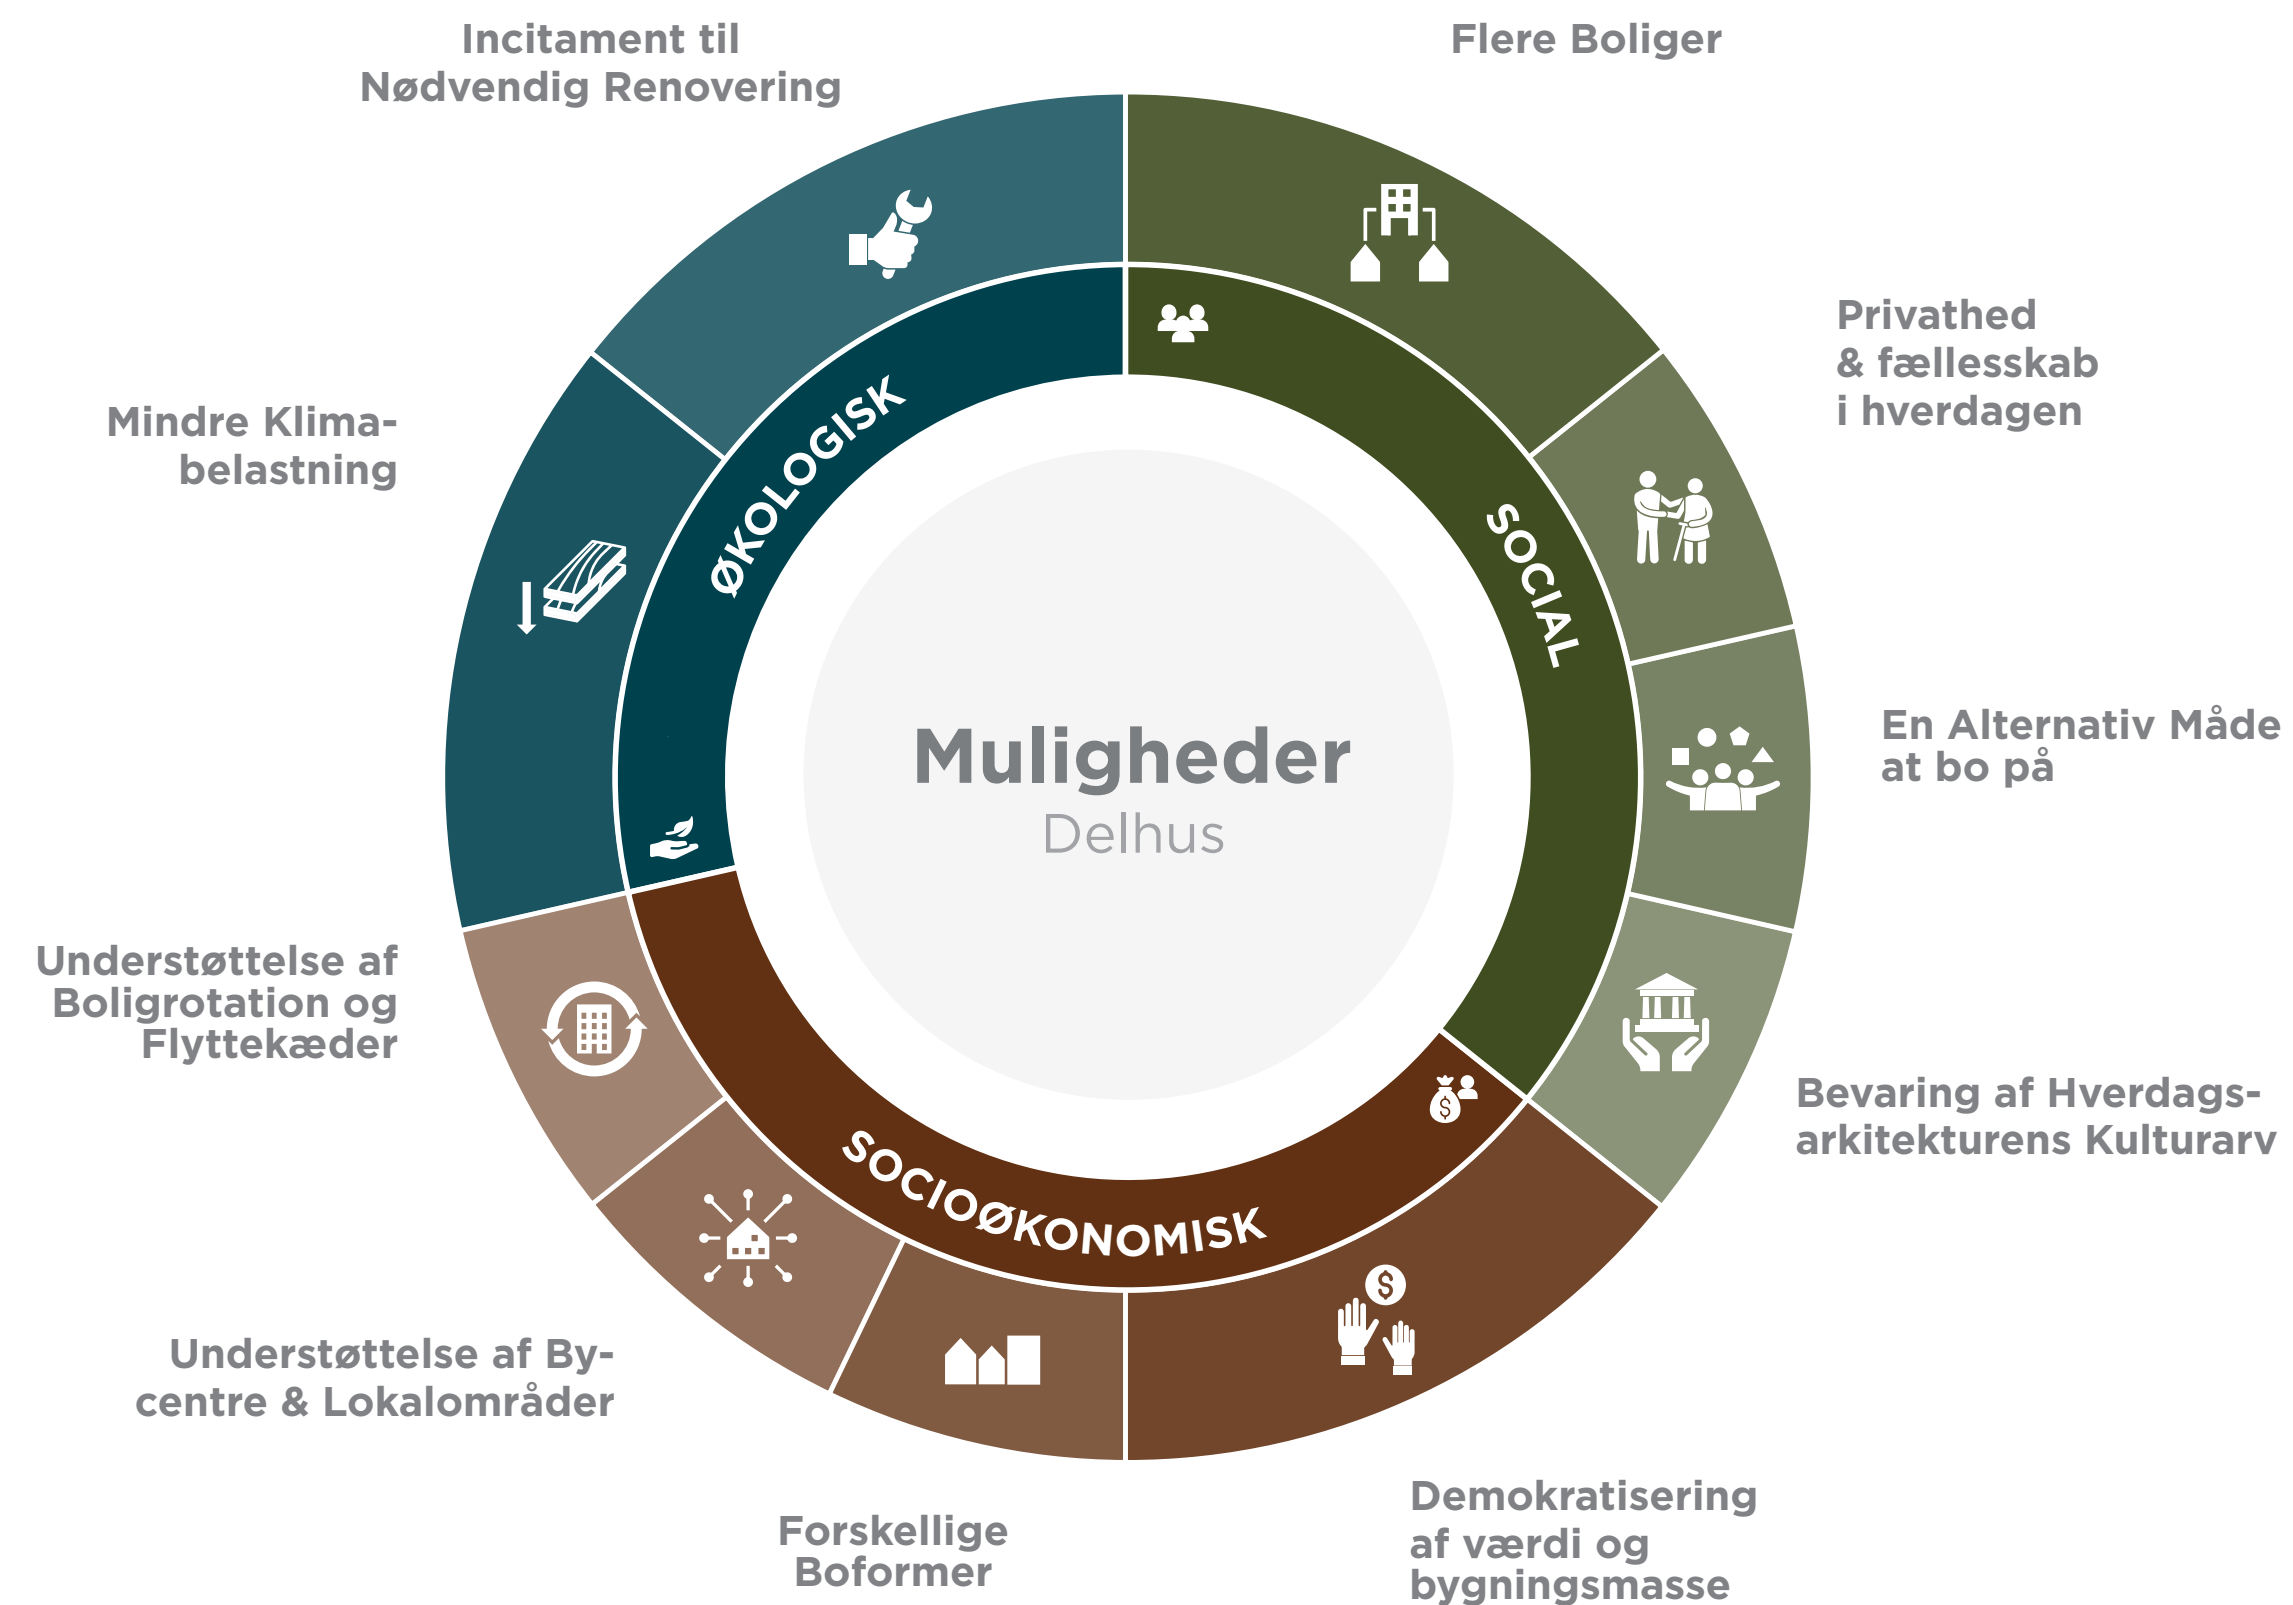 Incitament til
Nødvendig Renovering
Flere Boliger
Privathed
& fællesskab
i hverdagen
Mindre Klima-
belastning
ØKOLOGISK
SOCIAL
Muligheder
Delhus
En Alternativ Måde
at bo på
Understøttelse af
Boligrotation og
Flyttekæder
Bevaring af Hverdags-
arkitekturens Kulturarv
SOCIOØKONOMISK
$
$
Understøttelse af By-
centre & Lokalområder
Forskellige
Boformer
Demokratisering
af værdi og
bygningsmasse